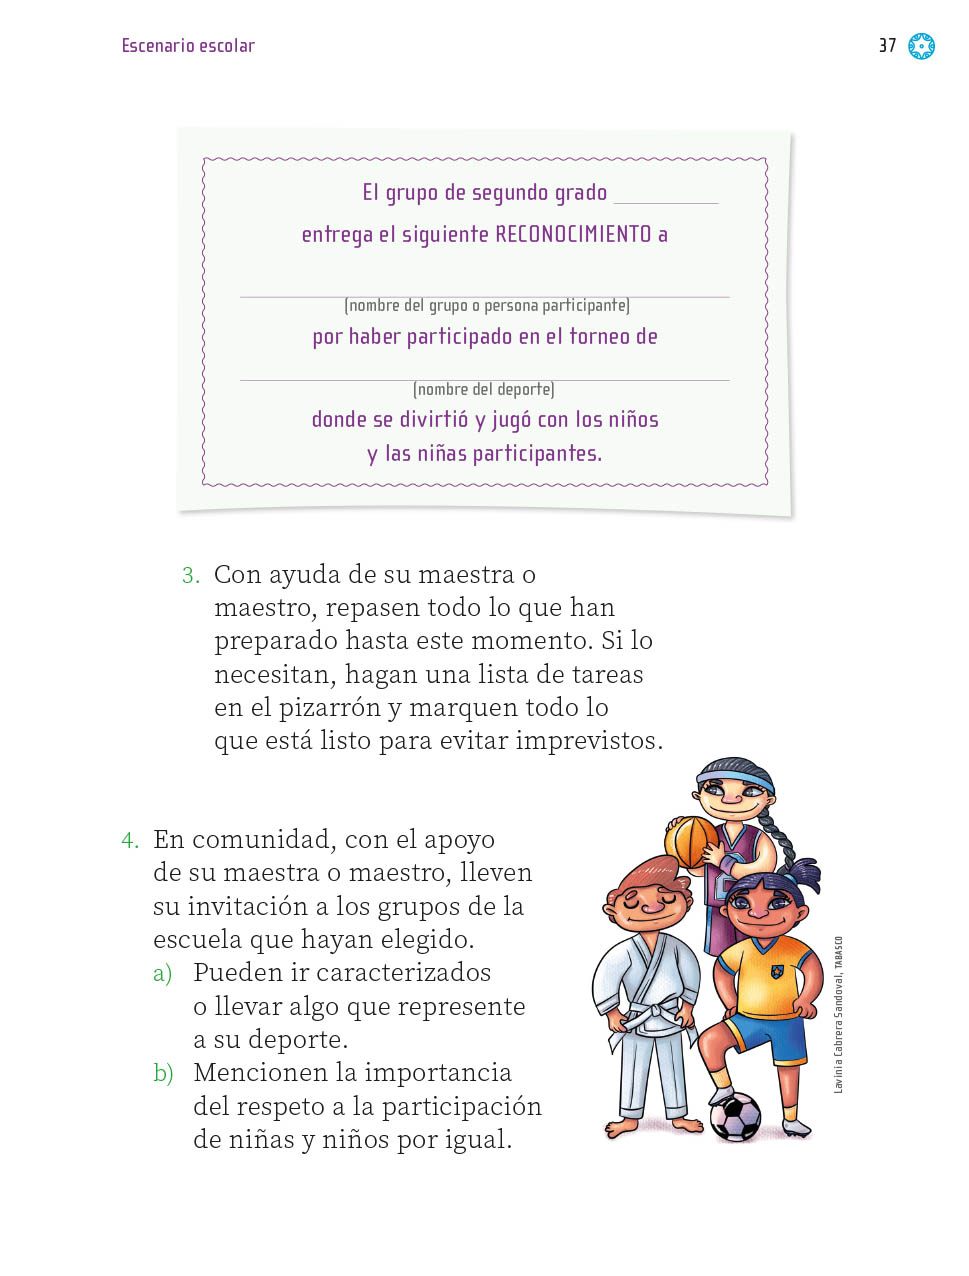 Escenario escolar
37
El grupo de segundo grado
entrega el siguiente RECONOCIMIENTO a
(nombre del grupo o persona participante)
por haber participado en el torneo de
(nombre del deporte)
donde se divirtió y jugó con los niños
y las niñas participantes.
3. Con ayuda de su maestra o
maestro, repasen todo lo que han
preparado hasta este momento. Si lo
necesitan, hagan una lista de tareas
en el pizarrón y marquen todo lo
que está listo para evitar imprevistos.
4. En comunidad, con el apoyo
de su maestra o maestro, lleven
su invitación a los grupos de la
escuela que hayan elegido.
a) Pueden ir caracterizados
o llevar algo que represente
a su deporte.
b) Mencionen la importancia
del respeto a la participación
de niñas y niños por igual.
Lavinia Cabrera Sandoval, TABASCO